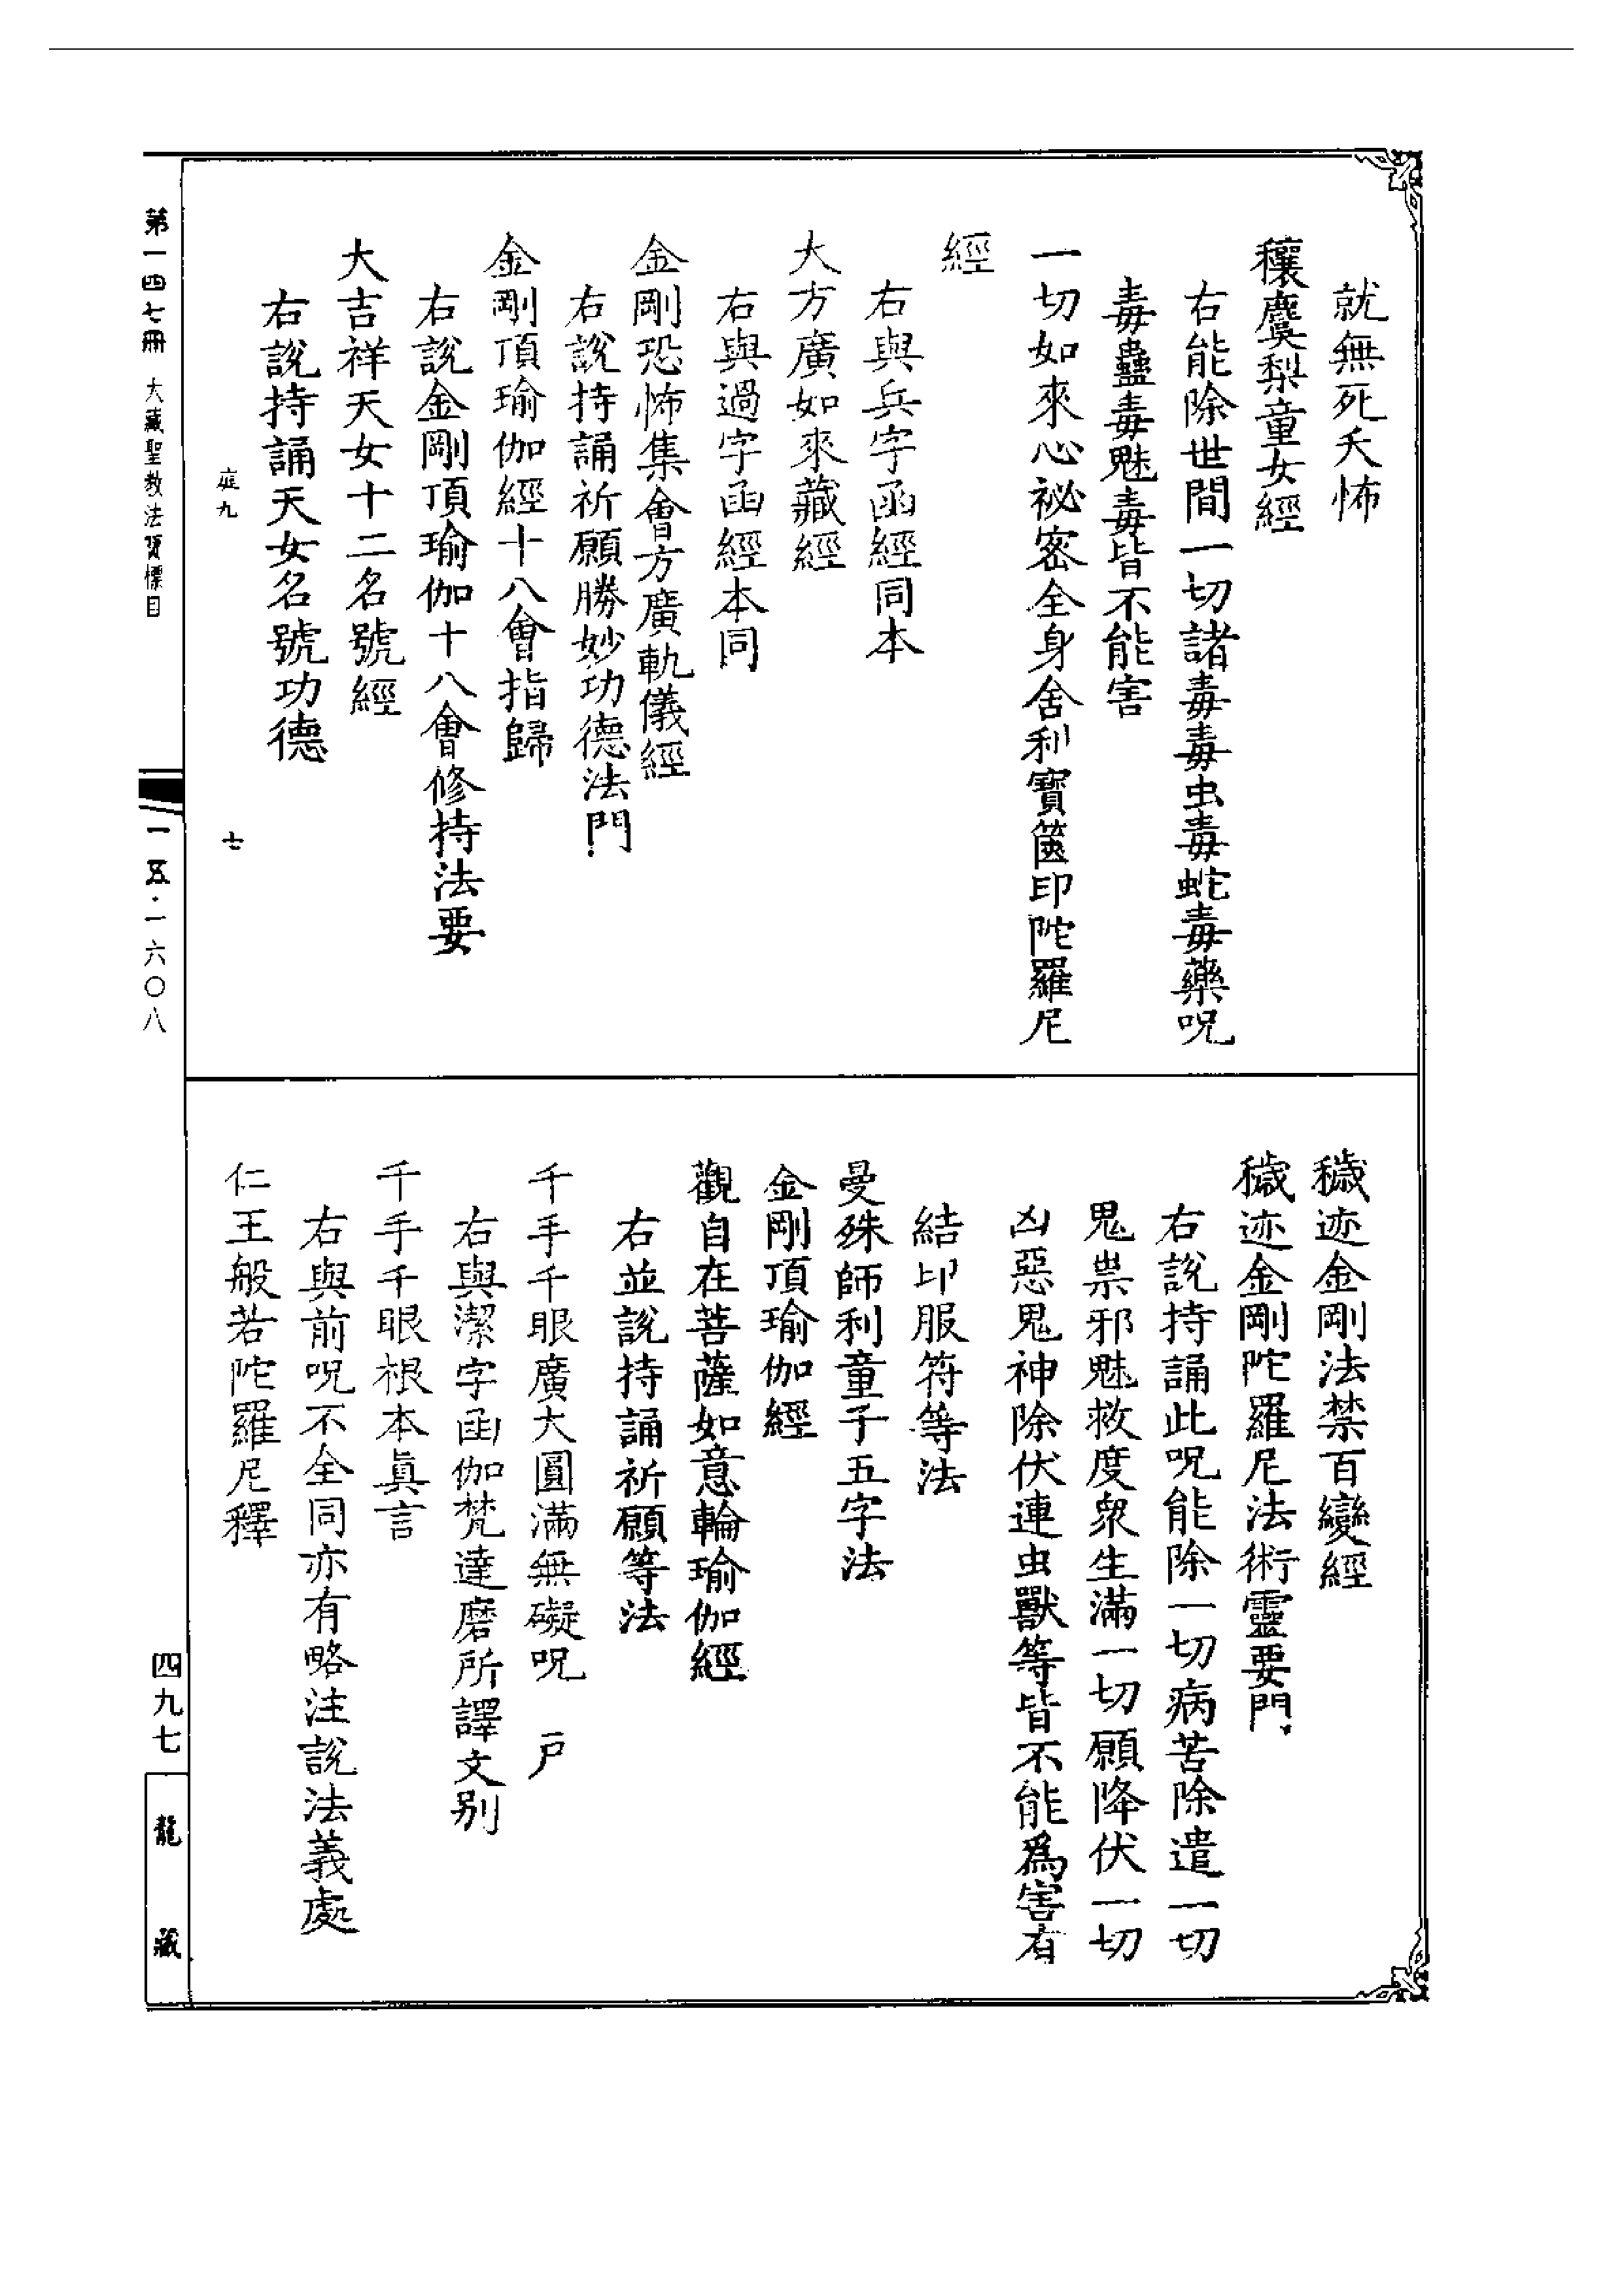 就無死夭怖
穰麌梨童女經
右能除世間一切諸毒毒虫毒蛇毒藥呪
毒蠱毒魅毒皆不能害
一切如來心祕密全身舍利寶篋印陀羅尼
經
右與兵字函經同本
大方廣如來藏經
右與過字函經本同
金剛恐怖集會方廣軌儀經
右說持誦祈願勝妙功德法門
金剛頂瑜伽經十八會指歸
右說金剛頂瑜伽十八會修持法要
大吉祥天女十二名號經
右說持誦天女名號功德
九
七
穢迹金剛法禁百變經
穢迹金剛陀羅尼法術靈要門
右說持誦此呪能除一切病苦除遣一切
鬼祟邪魅救度衆生滿一切願降伏一切
凶惡鬼神除伏連虫獸等皆不能爲害有
結印服符等法
曼殊師利童子五字法
金剛頂瑜伽經
觀自在菩薩如意輪瑜伽經
右並說持誦祈願等法
千手千眼廣大圓滿無礙呪
右與潔字函伽梵達磨所譯文別
千手千眼根本眞言
右與前呪不全同亦有略注說法義處
仁王般若陀羅尼釋
第一四七冊 大藏聖教法寶標目
一五·一六〇八
四九七
龍藏